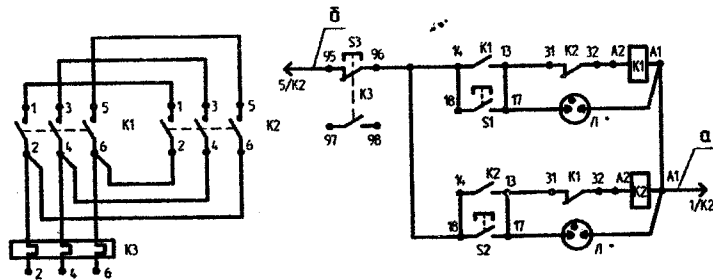 1 3 5 1 3 5
K1 K2
2 4 6 2 4 6
K3
2 4 6
б S3
95 96
5/K2
K3
97 98
14 K1 13 31 K2 32 A2 K1 A1
18 17
S1 Л
14 K2 13 31 K1 32 A2 K2 A1 а
18 17 1/K2
S2 Л